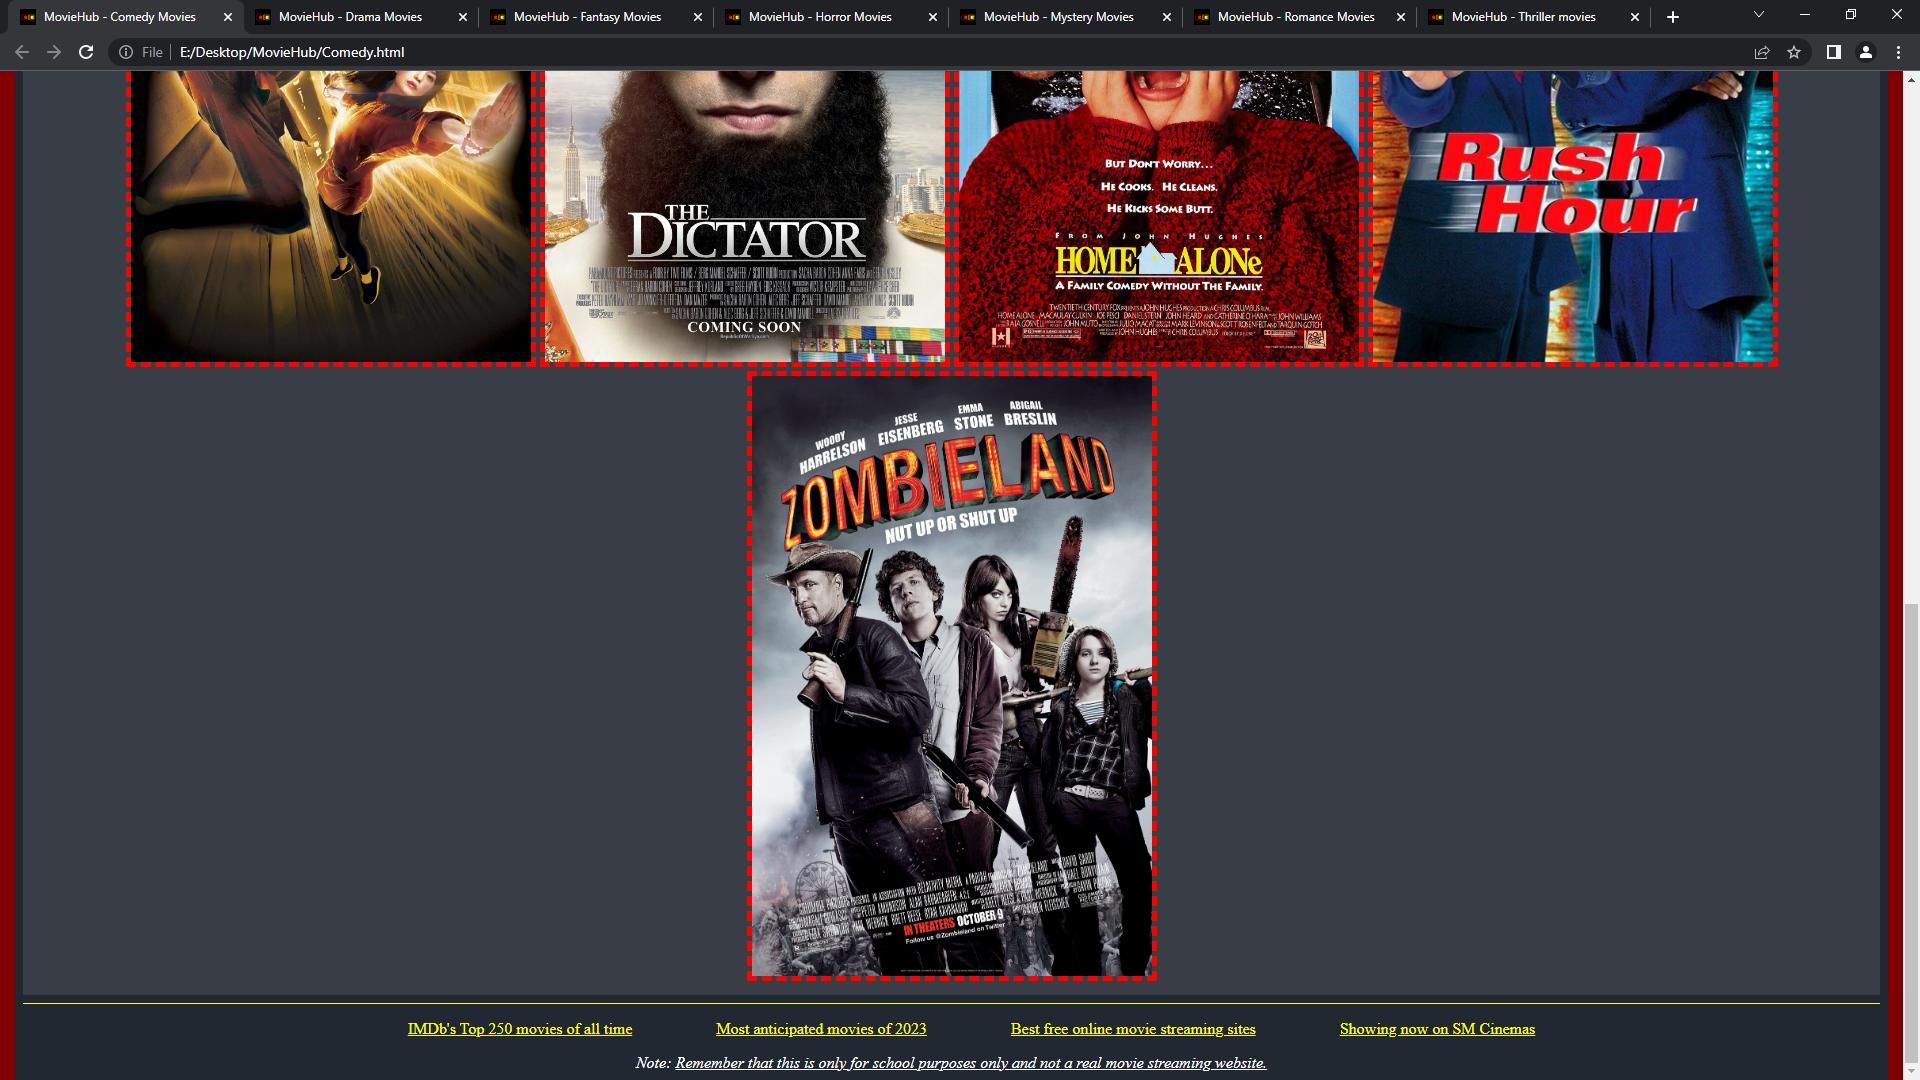 MovieHub - Comedy Movies
MovieHub - Drama Movies
MovieHub - Fantasy Movies
MovieHub - Horror Movies
MovieHub - Mystery Movies
MovieHub - Romance Movies
MovieHub - Thriller movies
File
E:/Desktop/MovieHub/Comedy.html
THE
DICTATOR
COMING SOON
BUT DON'T WORRY...
HE COOKS. HE CLEANS.
HE KICKS SOME BUTT.
FROM JOHN HUGHES
HOME ALONe
A FAMILY COMEDY WITHOUT THE FAMILY.
Rush
Hour
WOODY
HARRELSON
JESSE
EISENBERG
EMMA
STONE
ABIGAIL
BRESLIN
ZOMBIELAND
NUT UP OR SHUT UP
IN THEATERS OCTOBER 9
Follow us @Zombieland on Twitter
IMDb's Top 250 movies of all time
Most anticipated movies of 2023
Best free online movie streaming sites
Showing now on SM Cinemas
Note: Remember that this is only for school purposes only and not a real movie streaming website.